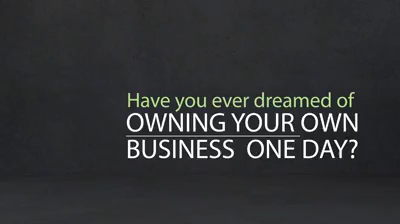 Have you ever dreamed of
OWNING YOUR OWN
BUSINESS ONE DAY?